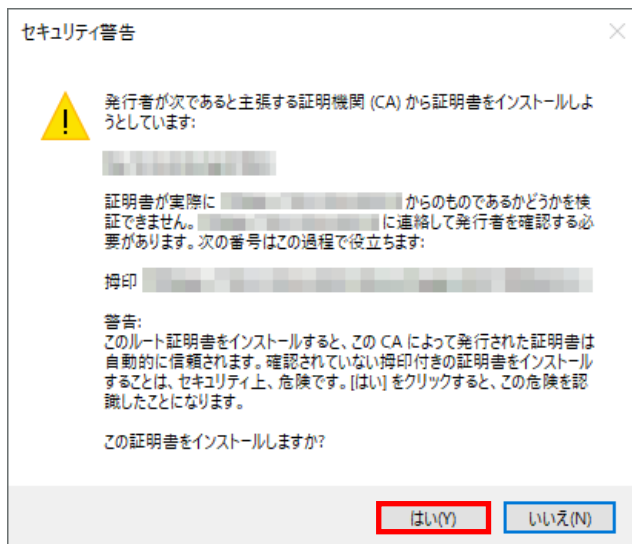 セキュリティ警告
発行者が次であると主張する証明機関 (CA) から証明書をインストールしよ
うとしています:
証明書が実際に からのものであるかどうかを検
証できません。 に連絡して発行者を確認する必
要があります。次の番号はこの過程で役立ちます:
拇印
警告:
このルート証明書をインストールすると、この CA によって発行された証明書は
自動的に信頼されます。確認されていない拇印付きの証明書をインストール
することは、セキュリティ上、危険です。[はい] をクリックすると、この危険を認
識したことになります。
この証明書をインストールしますか?
はい(Y) いいえ(N)